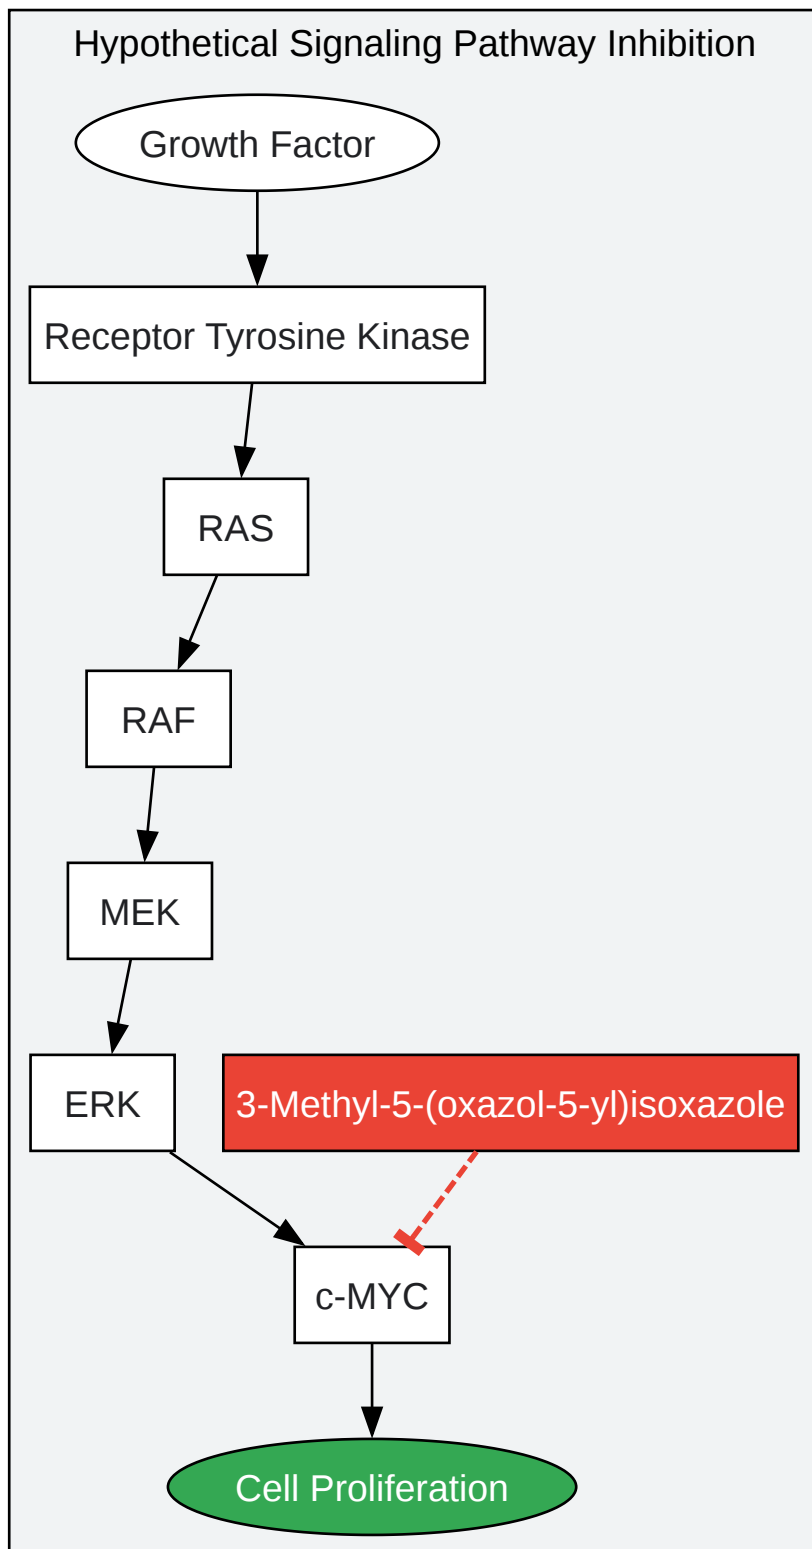 Hypothetical Signaling Pathway Inhibition
Growth Factor
Receptor Tyrosine Kinase
RAS
RAF
MEK
ERK
3-Methyl-5-(oxazol-5-yl)isoxazole
c-MYC
Cell Proliferation